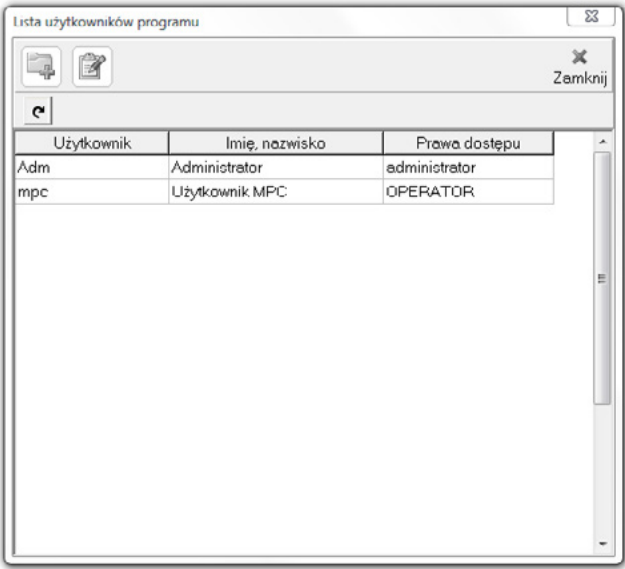 Lista użytkowników programu
Zamknij
Użytkownik Imię, nazwisko Prawa dostępu
Adm Administrator administrator
mpc Użytkownik MPC OPERATOR